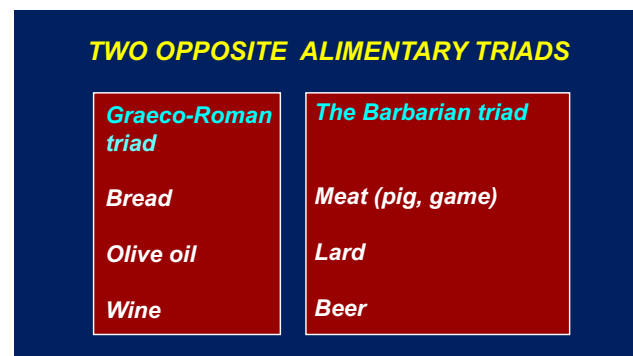 TWO OPPOSITE ALIMENTARY TRIADS
Graeco-Roman
triad
Bread
Olive oil
Wine
The Barbarian triad
Meat (pig, game)
Lard
Beer